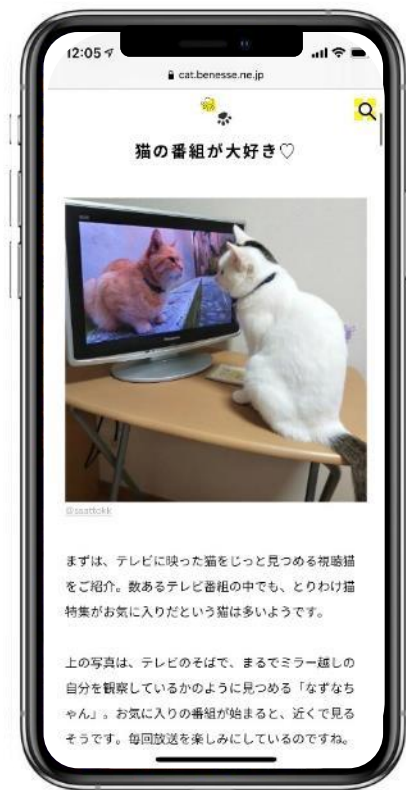 12:05
cat.benesse.ne.jp
猫の番組が大好き♡
Panasonic
@saattokk
まずは、テレビに映った猫をじっと見つめる視聴猫
をご紹介。数あるテレビ番組の中でも、とりわけ猫
特集がお気に入りだという猫は多いようです。
上の写真は、テレビのそばで、まるでミラー越しの
自分を観察しているかのように見つめる「なずなち
ゃん」。お気に入りの番組が始まると、近くで見る
そうです。毎回放送を楽しみにしているのですね。